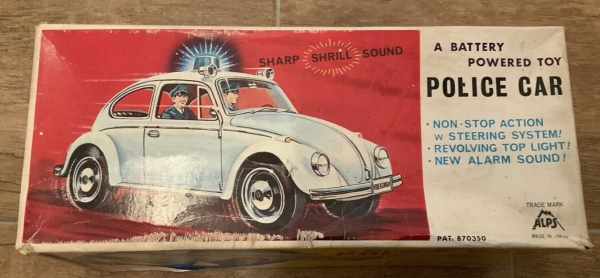 SHARP SHRILL SOUND
A BATTERY
POWERED TOY
POLICE CAR
• NON-STOP ACTION
W/ STEERING SYSTEM!
• REVOLVING TOP LIGHT!
• NEW ALARM SOUND!
TRADE MARK
ALPS
MADE IN JAPAN
PAT. 870350